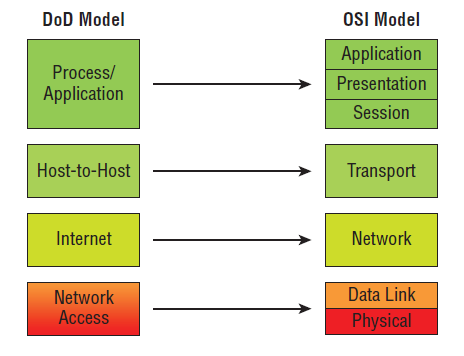 DoD Model
OSI Model
Process/
Application
Application
Presentation
Session
Host-to-Host
Transport
Internet
Network
Network
Access
Data Link
Physical